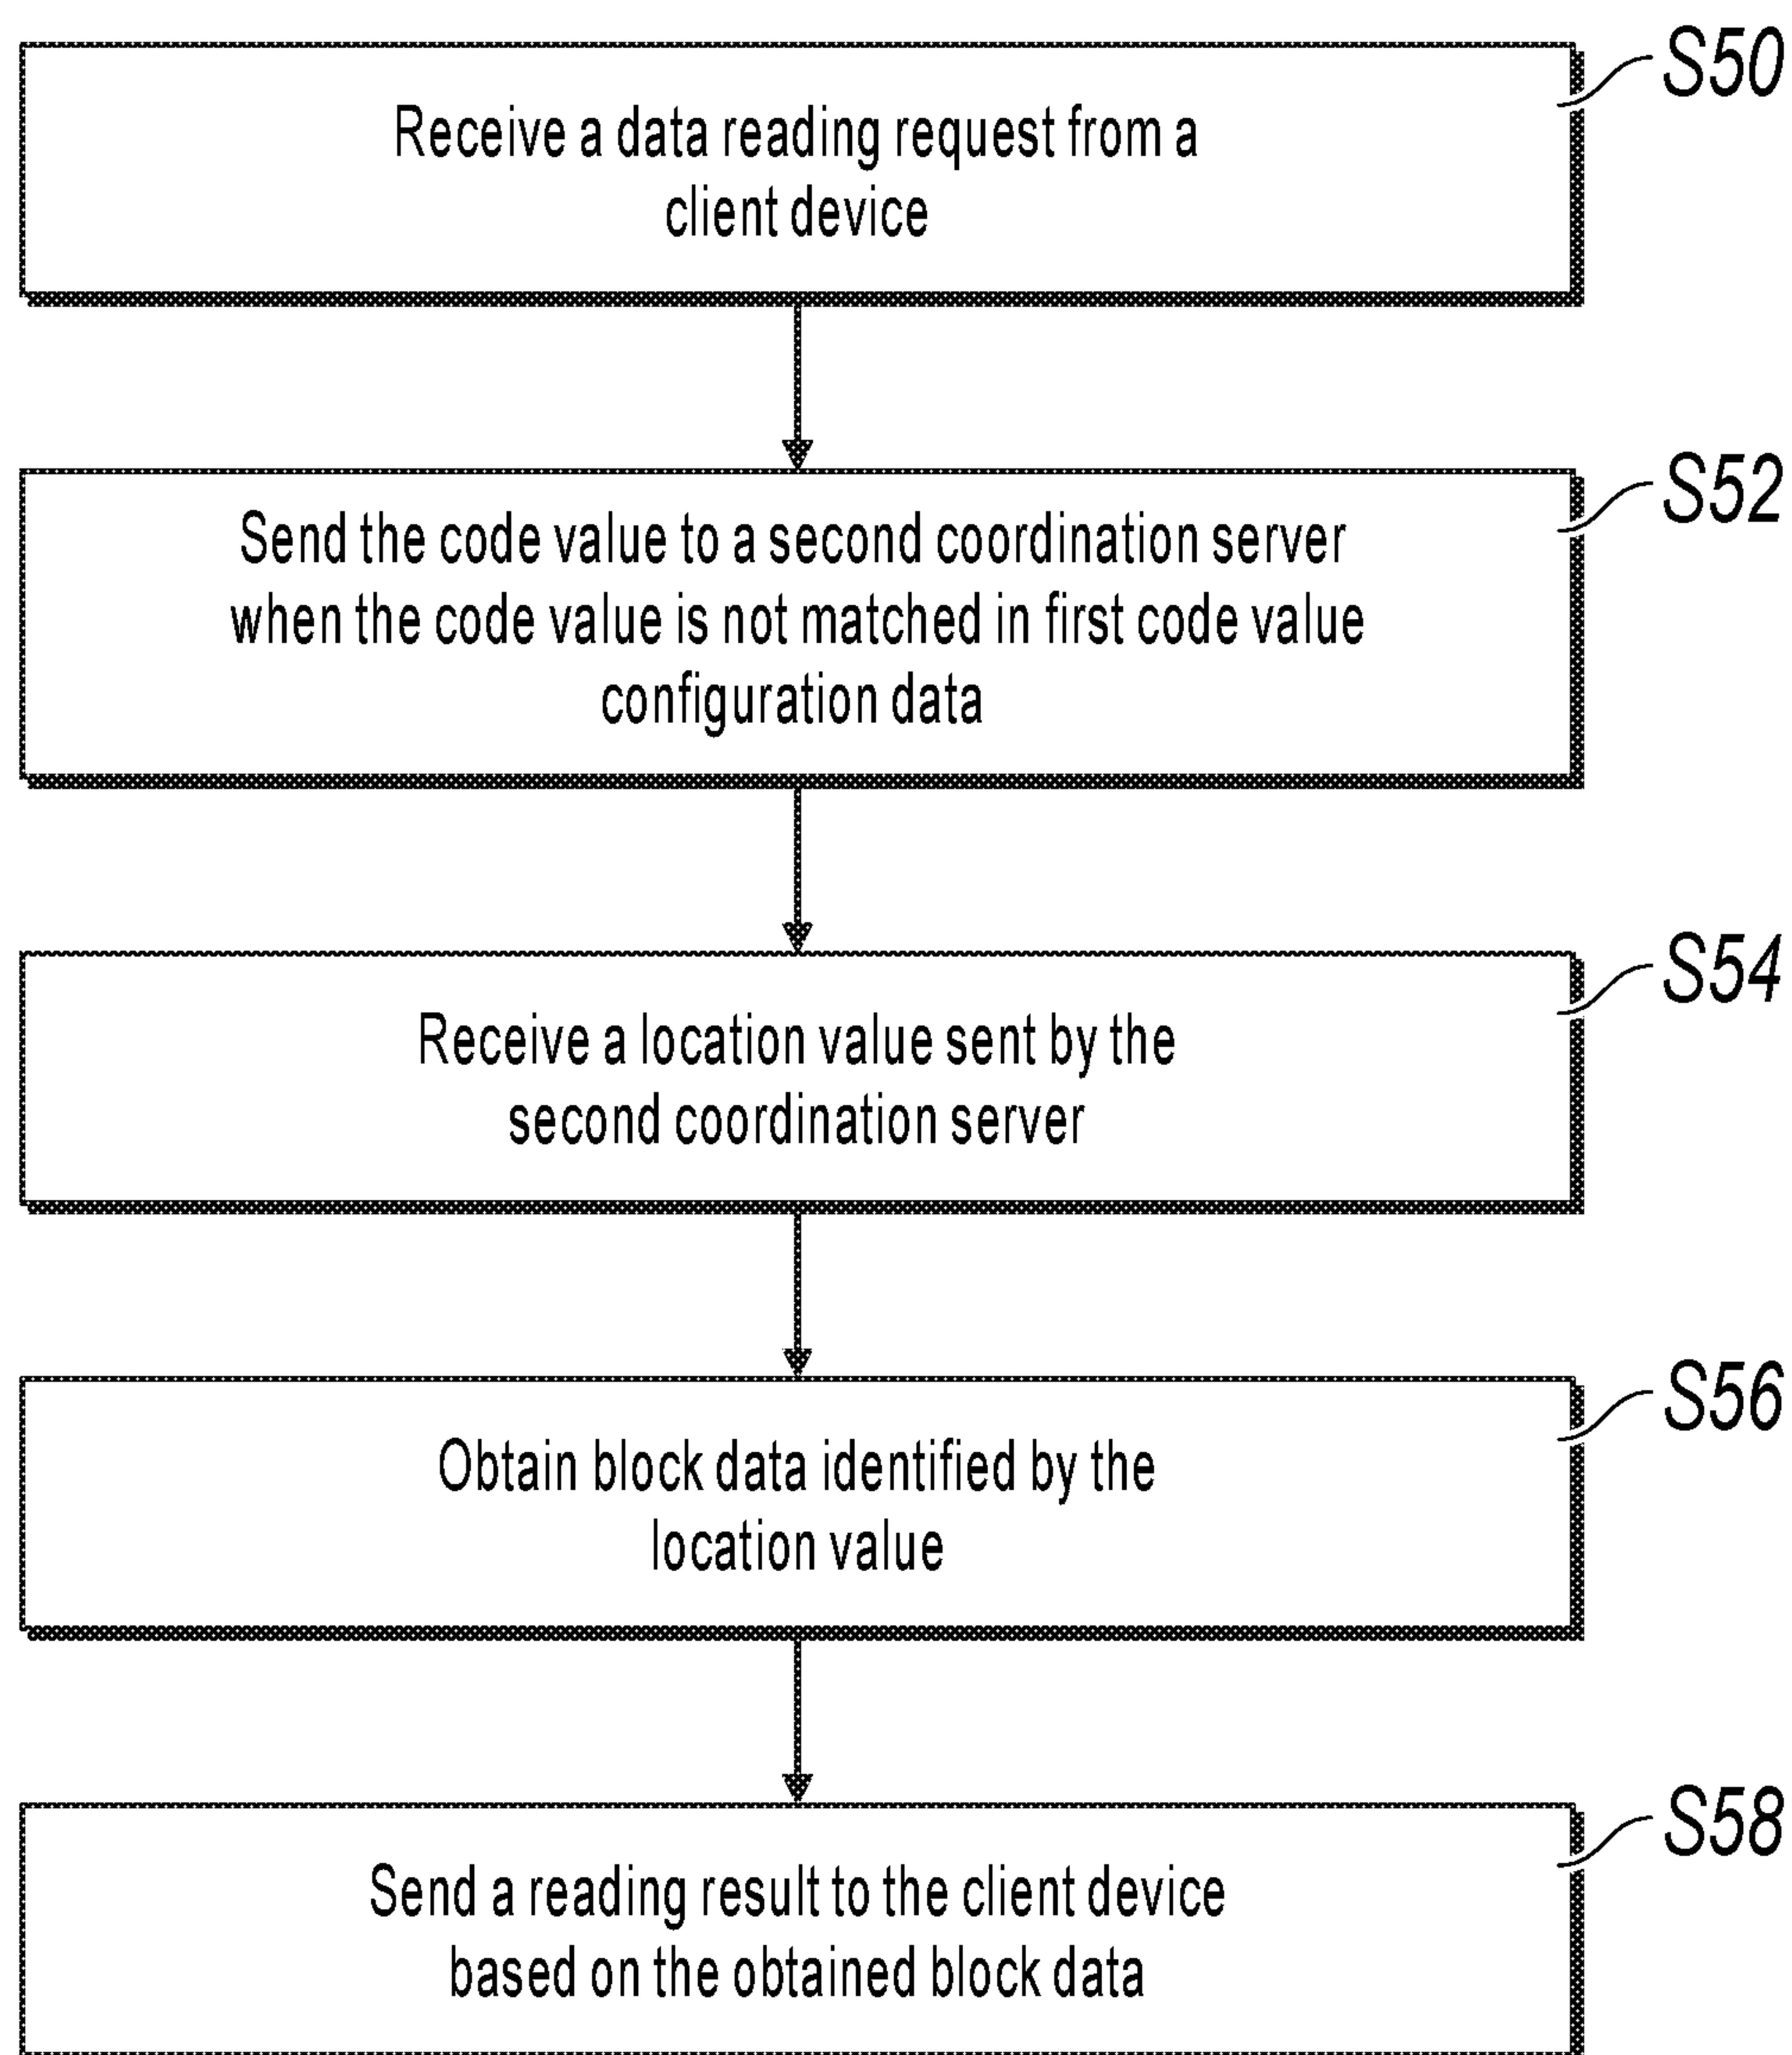 S50
Receive a data reading request from a
client device
S52
Send the code value to a second coordination server
when the code value is not matched in first code value
configuration data
S54
Receive a location value sent by the
second coordination server
S56
Obtain block data identified by the
location value
S58
Send a reading result to the client device
based on the obtained block data